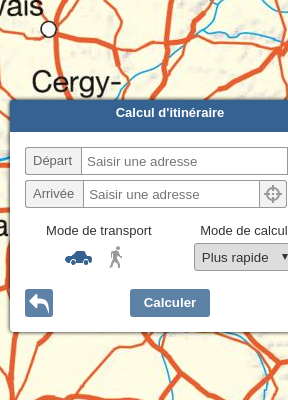 vais
Cergy-
Calcul d'itinéraire
Départ Saisir une adresse
Arrivée Saisir une adresse
Mode de transport Mode de calcul
Plus rapide
Calculer